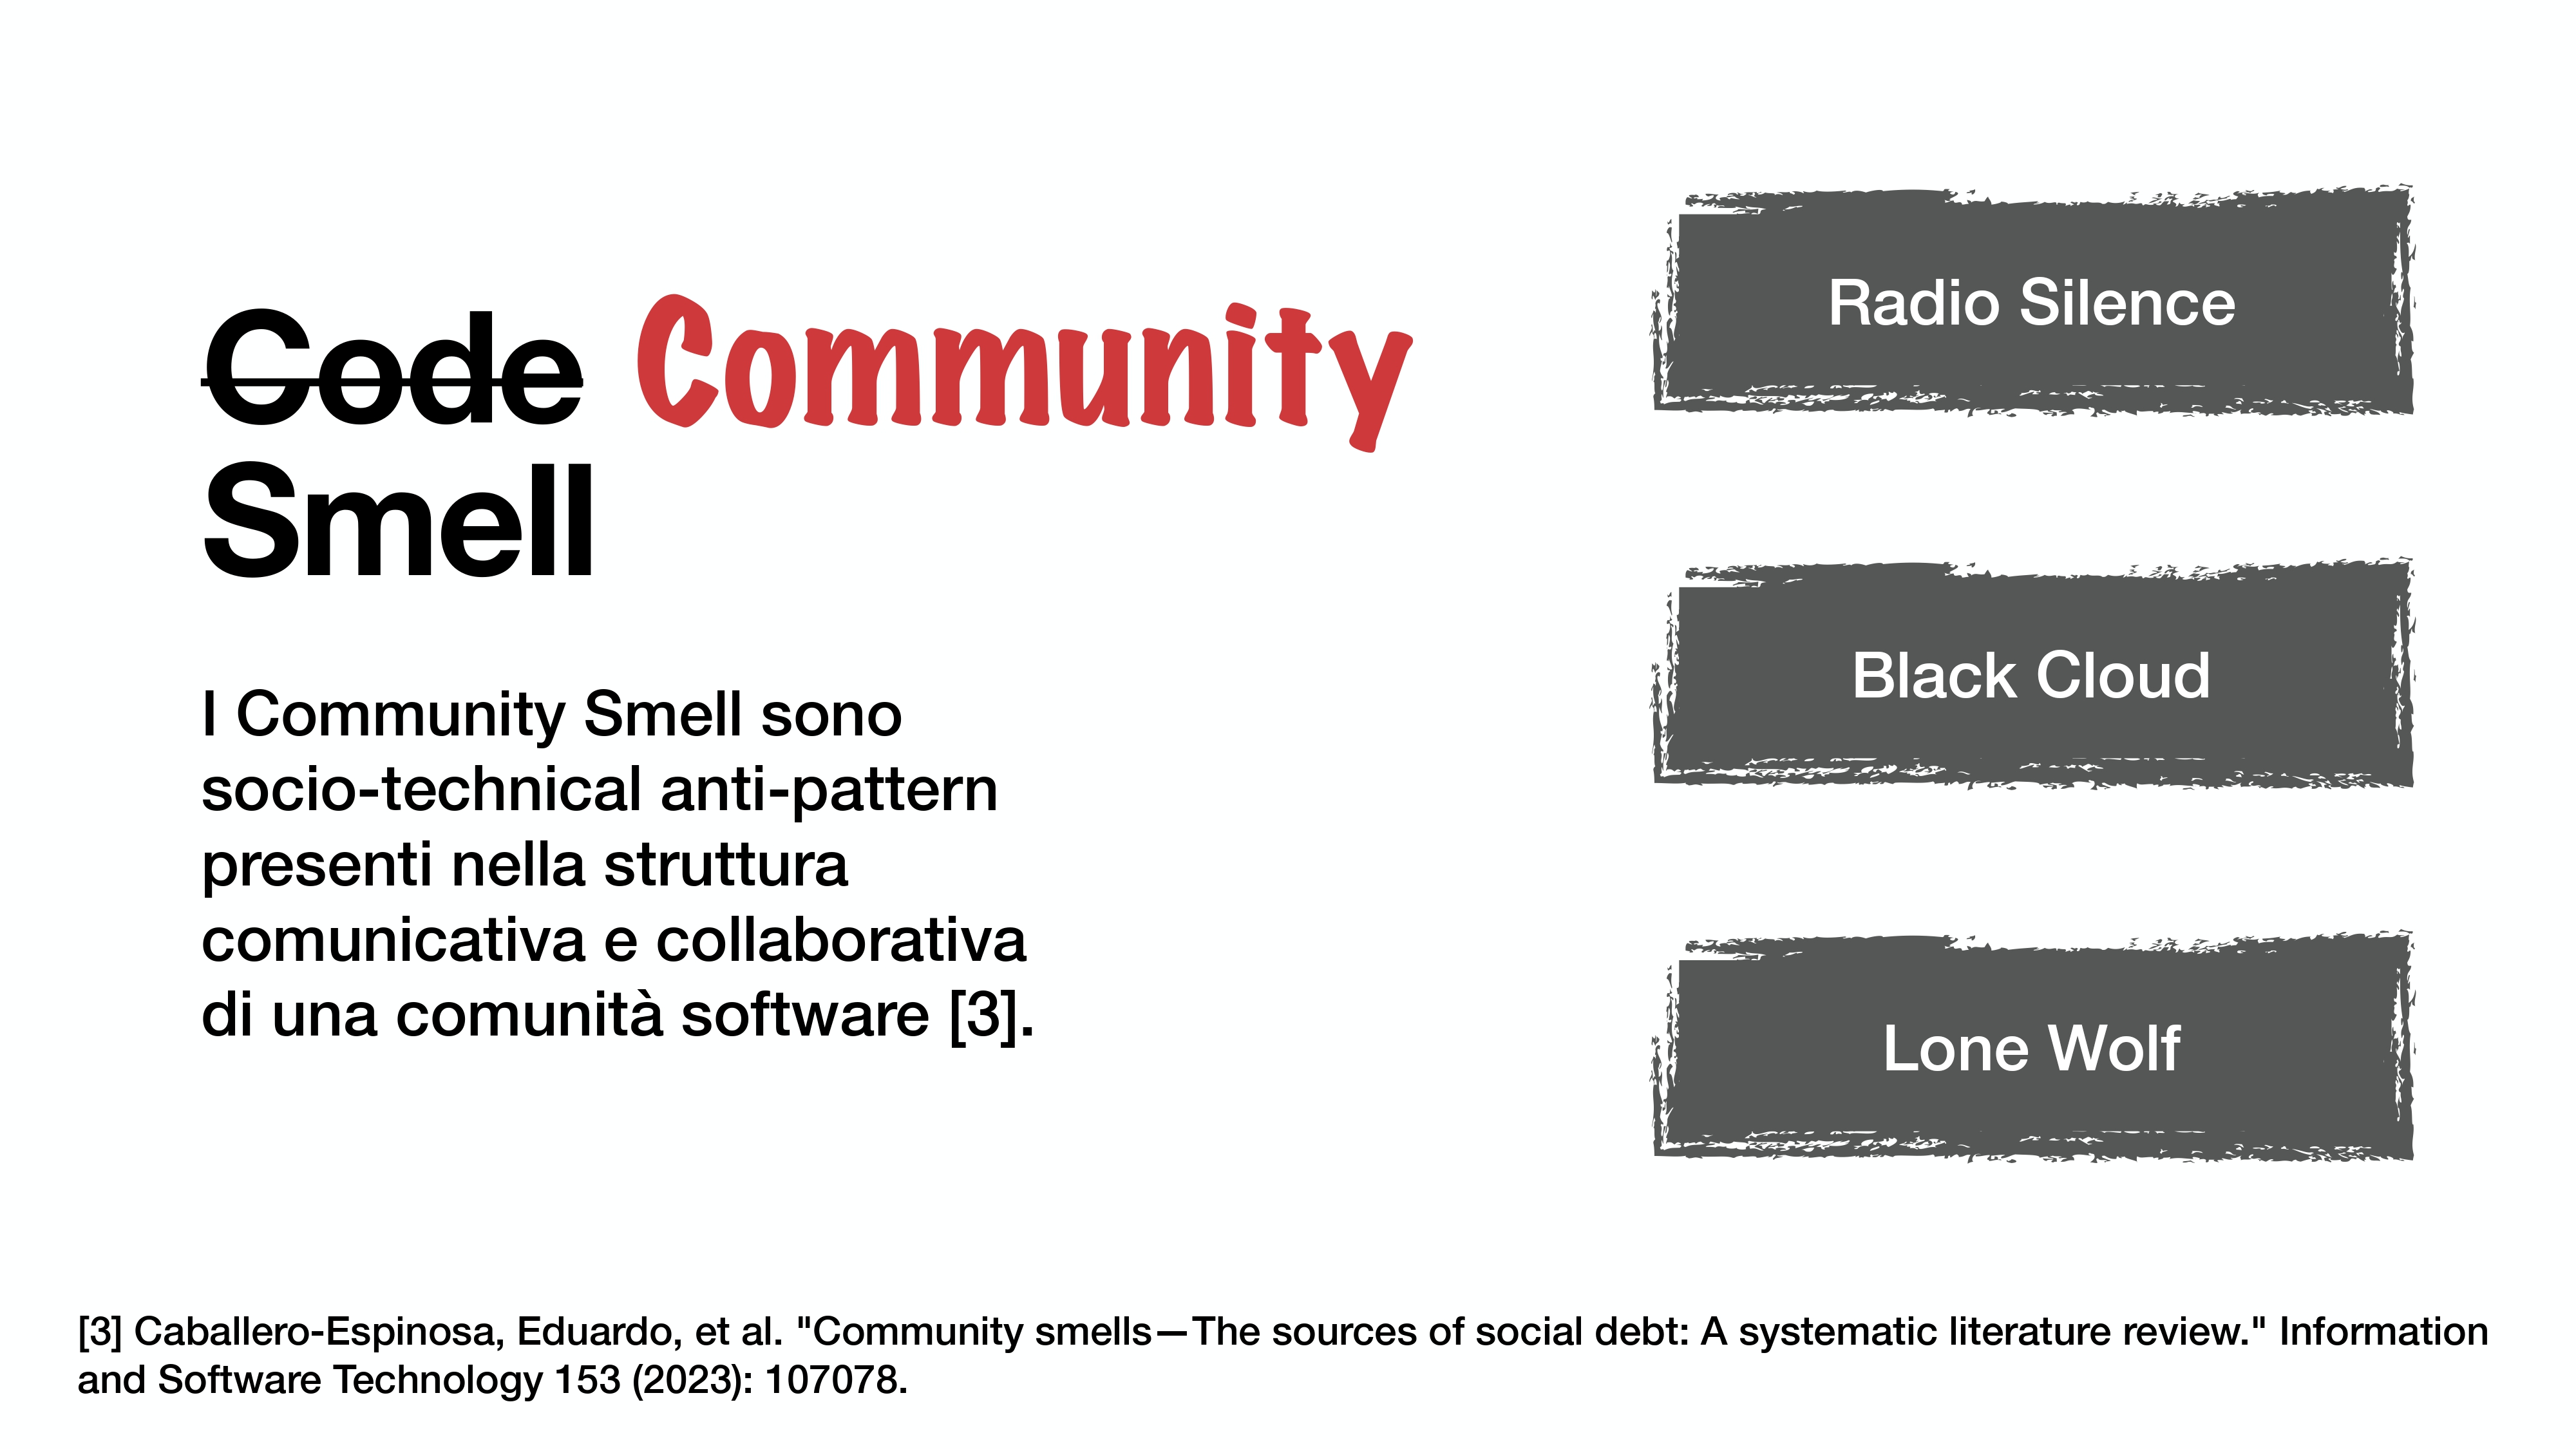 Code Community
Smell
I Community Smell sono
socio-technical anti-pattern
presenti nella struttura
comunicativa e collaborativa
di una comunità software [3].
Radio Silence
Black Cloud
Lone Wolf
[3] Caballero-Espinosa, Eduardo, et al. "Community smells—The sources of social debt: A systematic literature review." Information
and Software Technology 153 (2023): 107078.